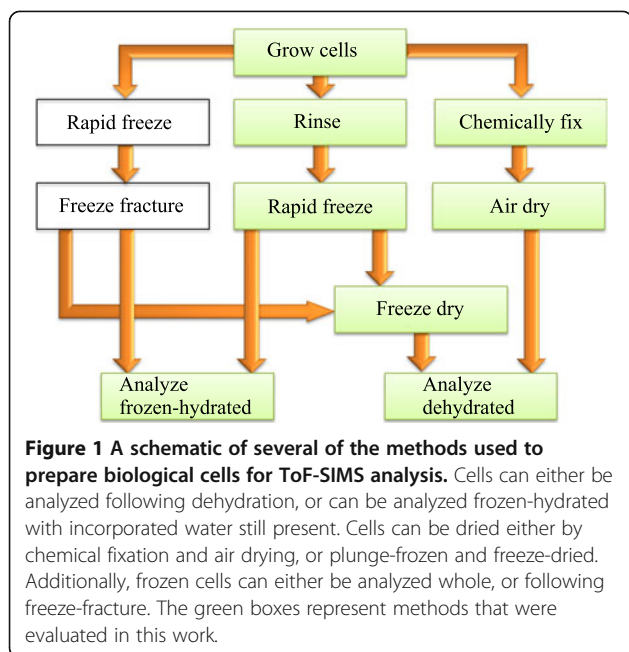 Grow cells
Rapid freeze
Rinse
Chemically fix
Freeze fracture
Rapid freeze
Air dry
Freeze dry
Analyze
frozen-hydrated
Analyze
dehydrated
Figure 1 A schematic of several of the methods used to
prepare biological cells for ToF-SIMS analysis. Cells can either be
analyzed following dehydration, or can be analyzed frozen-hydrated
with incorporated water still present. Cells can be dried either by
chemical fixation and air drying, or plunge-frozen and freeze-dried.
Additionally, frozen cells can either be analyzed whole, or following
freeze-fracture. The green boxes represent methods that were
evaluated in this work.